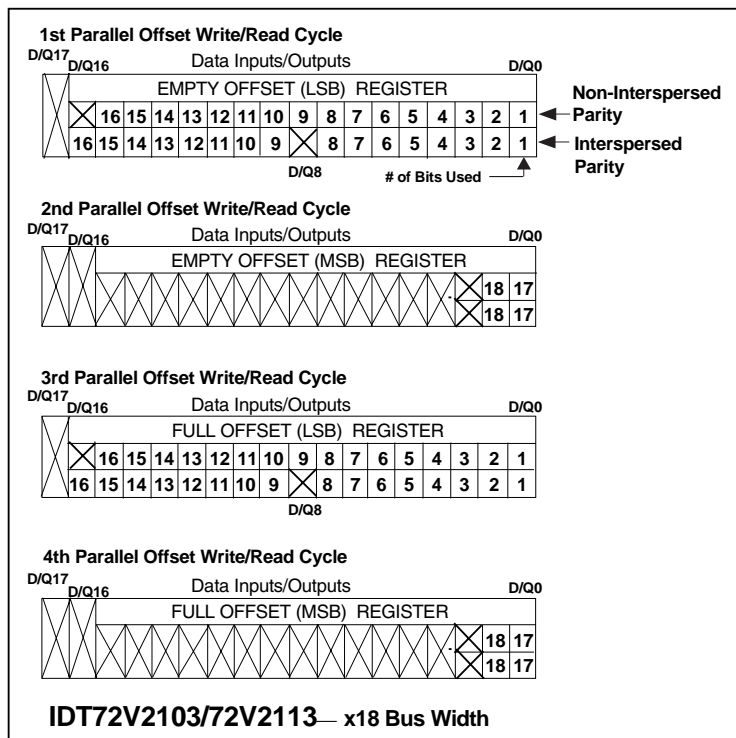 1st Parallel Offset Write/Read Cycle
D/Q17 D/Q16 Data Inputs/Outputs D/Q0
EMPTY OFFSET (LSB) REGISTER
16 15 14 13 12 11 10 9 8 7 6 5 4 3 2 1 Non-Interspersed Parity
16 15 14 13 12 11 10 9 8 7 6 5 4 3 2 1 Interspersed Parity
D/Q8
# of Bits Used
2nd Parallel Offset Write/Read Cycle
D/Q17 D/Q16 Data Inputs/Outputs D/Q0
EMPTY OFFSET (MSB) REGISTER
18 17
18 17
3rd Parallel Offset Write/Read Cycle
D/Q17 D/Q16 Data Inputs/Outputs D/Q0
FULL OFFSET (LSB) REGISTER
16 15 14 13 12 11 10 9 8 7 6 5 4 3 2 1
16 15 14 13 12 11 10 9 8 7 6 5 4 3 2 1
D/Q8
4th Parallel Offset Write/Read Cycle
D/Q17 D/Q16 Data Inputs/Outputs D/Q0
FULL OFFSET (MSB) REGISTER
18 17
18 17
IDT72V2103/72V2113— x18 Bus Width